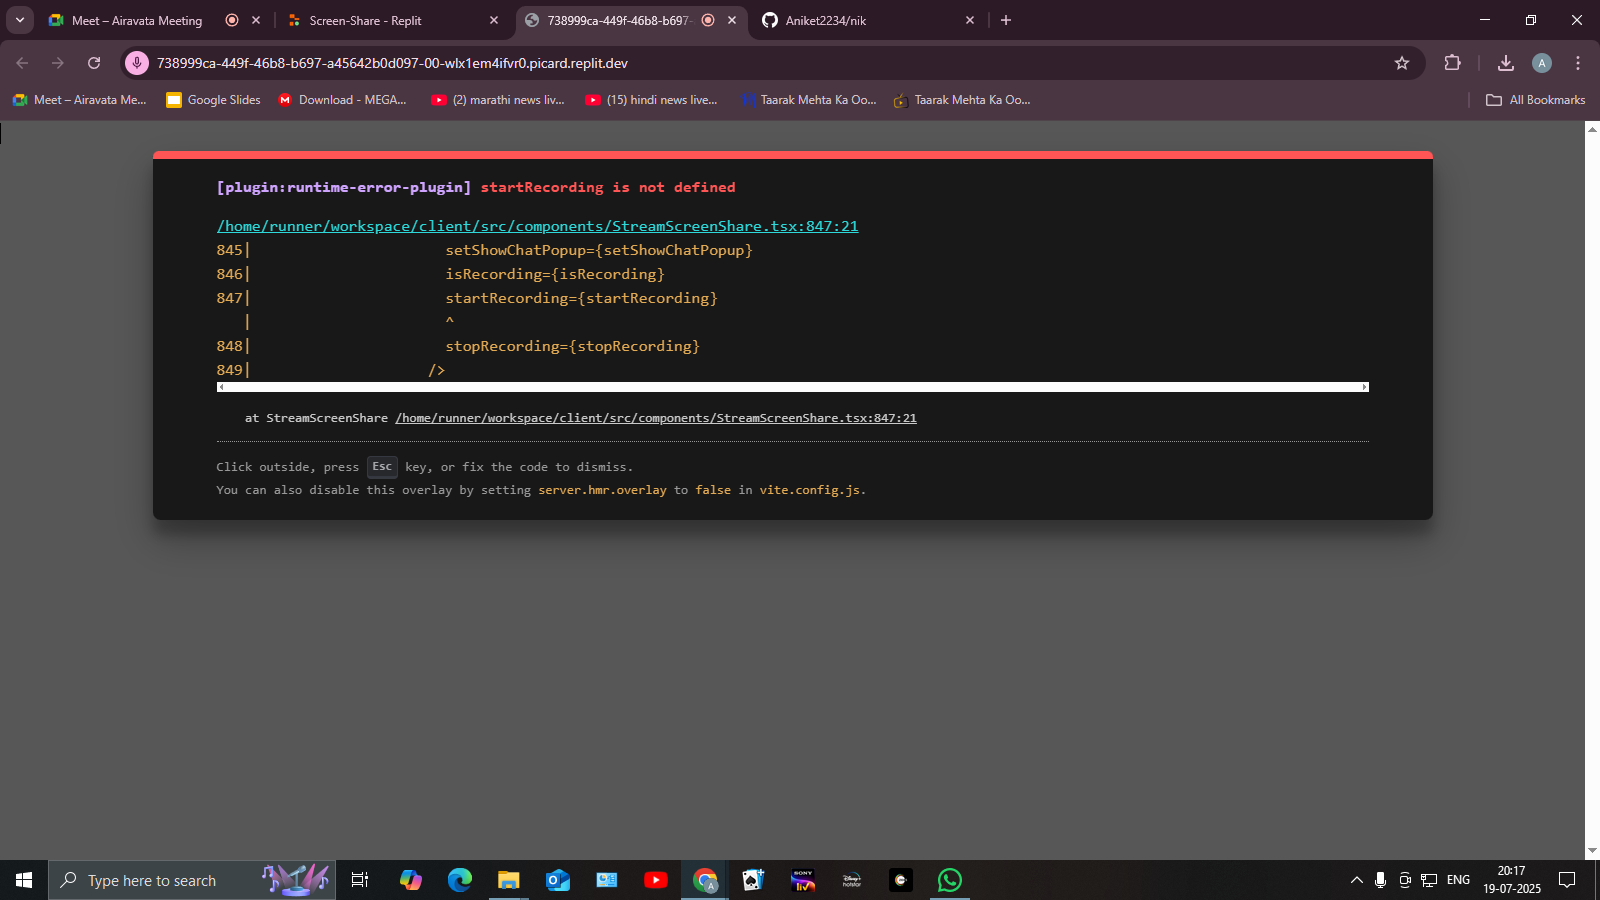 Meet – Airavata Meeting
Screen-Share - Replit
738999ca-449f-46b8-b697-
Aniket2234/nik
738999ca-449f-46b8-b697-a45642b0d097-00-wlx1em4ifvr0.picard.replit.dev
A
Meet – Airavata Me...
Google Slides
Download - MEGA...
(2) marathi news liv...
(15) hindi news live...
Taarak Mehta Ka Oo...
Taarak Mehta Ka Oo...
All Bookmarks
[plugin:runtime-error-plugin] startRecording is not defined
/home/runner/workspace/client/src/components/StreamScreenShare.tsx:847:21
845| setShowChatPopup={setShowChatPopup}
846| isRecording={isRecording}
847| startRecording={startRecording}
| ^
848| stopRecording={stopRecording}
849| />
at StreamScreenShare /home/runner/workspace/client/src/components/StreamScreenShare.tsx:847:21
Click outside, press Esc key, or fix the code to dismiss.
You can also disable this overlay by setting server.hmr.overlay to false in vite.config.js.
Type here to search
A
SONY
liv
Disney+
hotstar
ENG
20:17
19-07-2025